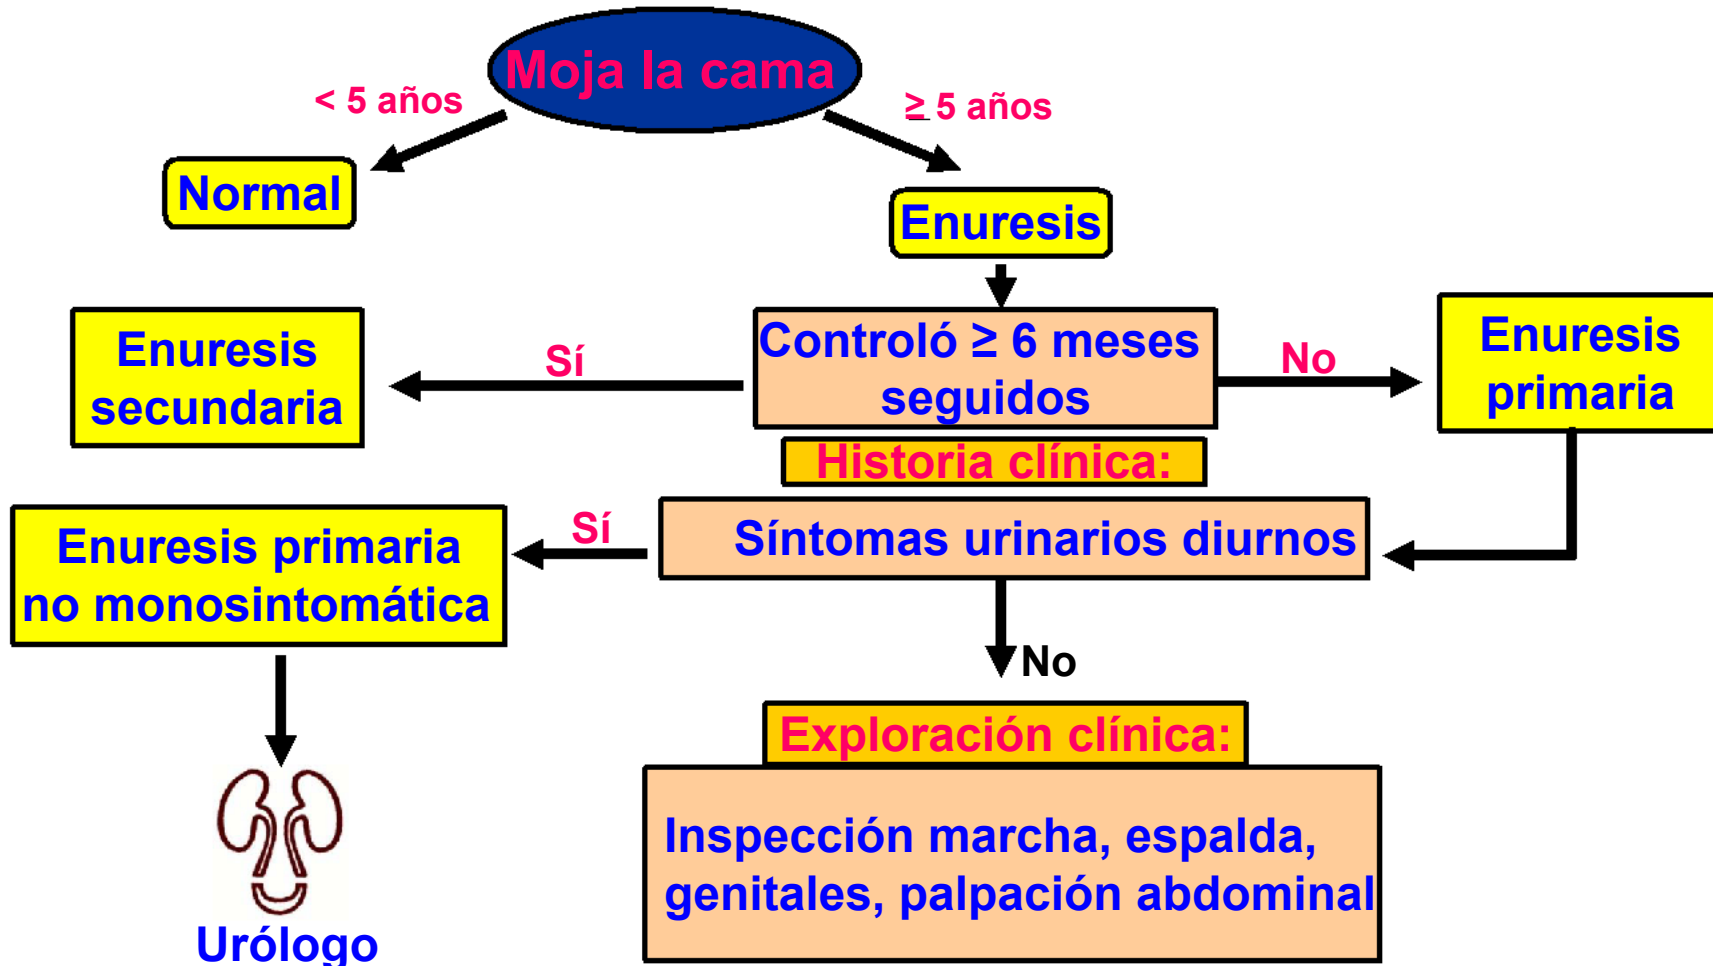 Moja la cama
< 5 años
≥ 5 años
Normal
Enuresis
Enuresis
secundaria
Sí
Controló ≥ 6 meses
seguidos
No
Enuresis
primaria
Historia clínica:
Enuresis primaria
no monosintomática
Sí
Síntomas urinarios diurnos
No
Exploración clínica:
Inspección marcha, espalda,
genitales, palpación abdominal
Urólogo